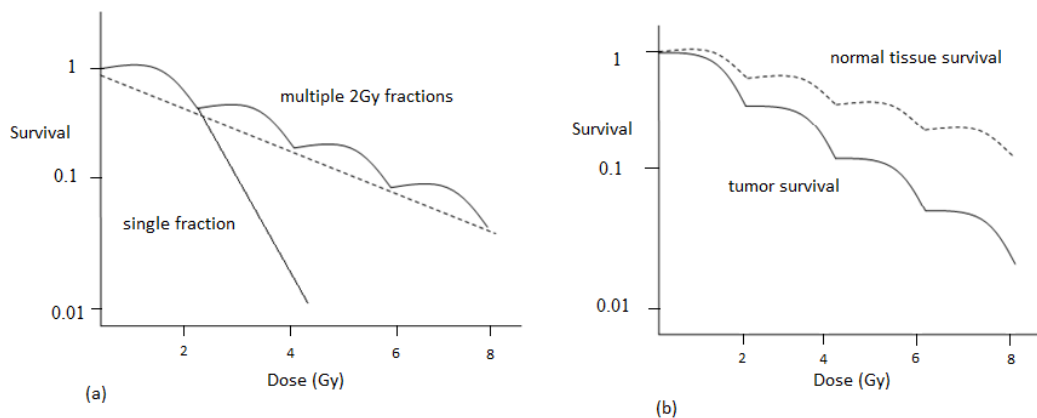 1
multiple 2Gy fractions
Survival
0.1
single fraction
0.01
2 4 6 8
Dose (Gy)
(a)
1
normal tissue survival
Survival
0.1
tumor survival
0.01
2 4 6 8
Dose (Gy)
(b)